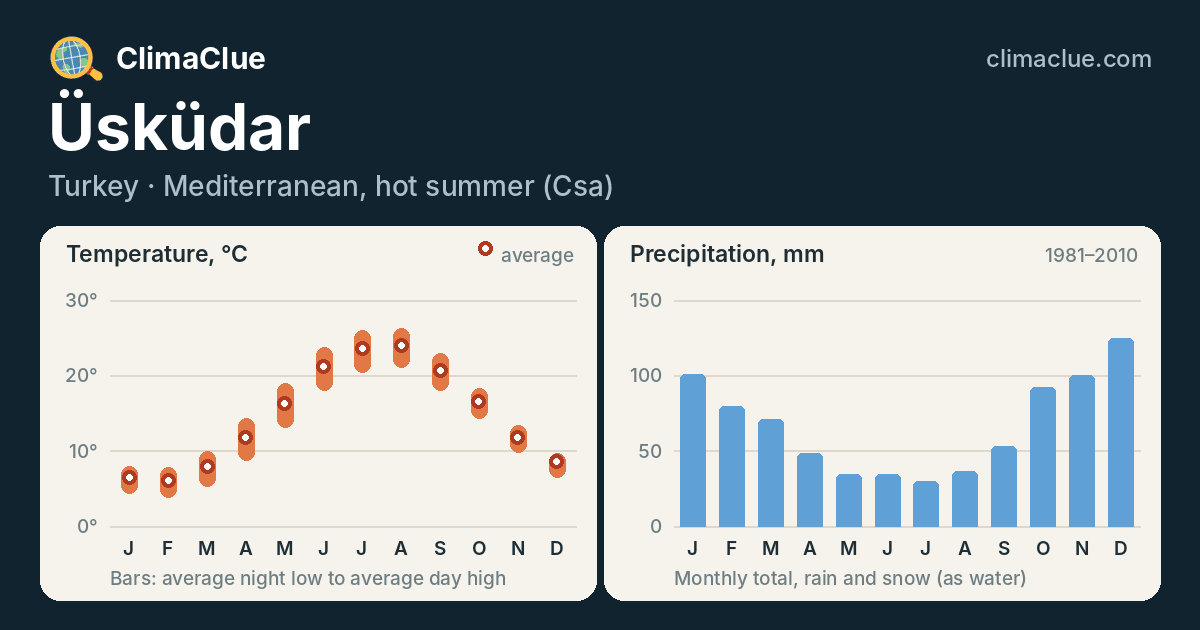 ClimaClue
climaclue.com
Üsküdar
Turkey · Mediterranean, hot summer (Csa)
Temperature, °C
average
30°
20°
10°
0°
J F M A M J J A S O N D
Bars: average night low to average day high
Precipitation, mm
1981–2010
150
100
50
0
J F M A M J J A S O N D
Monthly total, rain and snow (as water)